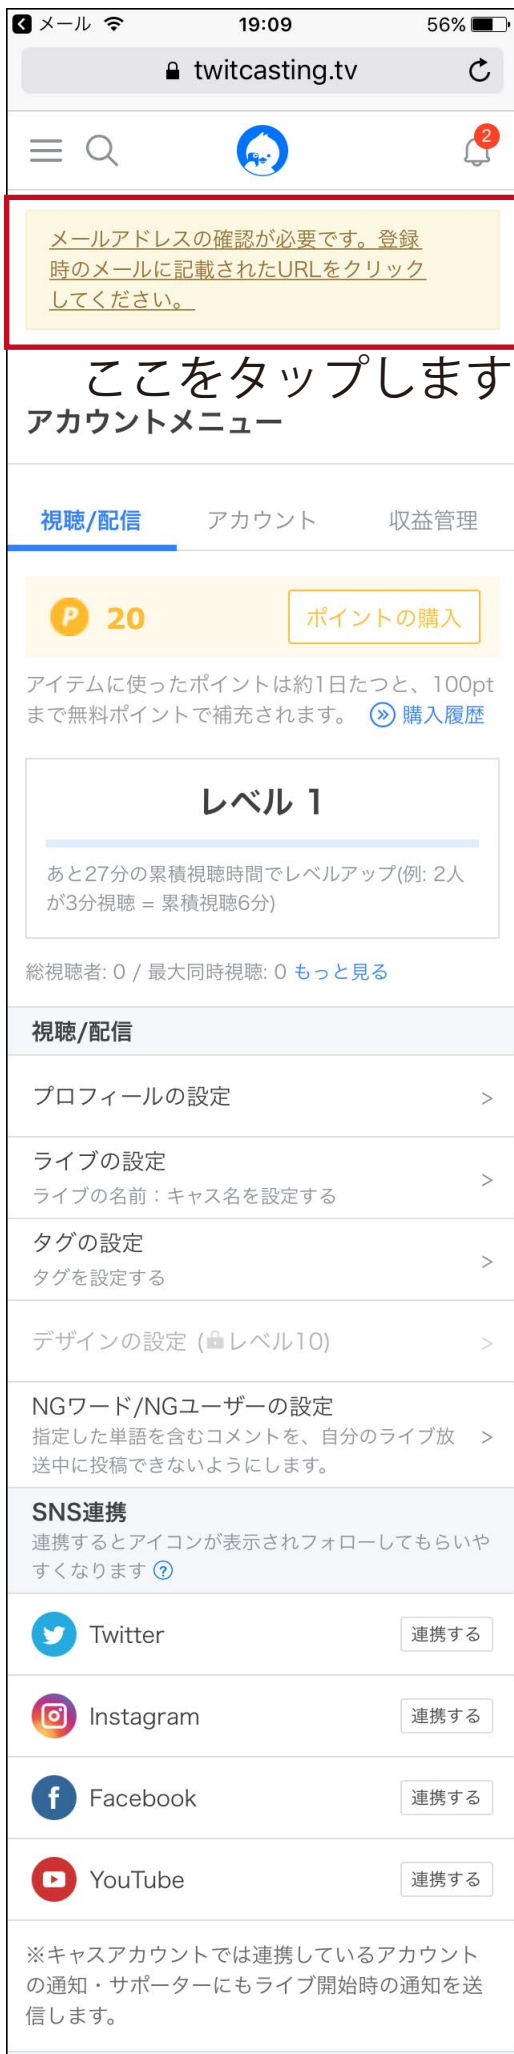 メール 19:09 56%
twitcasting.tv
2
メールアドレスの確認が必要です。登録
時のメールに記載されたURLをクリック
してください。
ここをタップします
アカウントメニュー
視聴/配信 アカウント 収益管理
P 20 ポイントの購入
アイテムに使ったポイントは約1日たつと、100pt
まで無料ポイントで補充されます。 購入履歴
レベル 1
あと27分の累積視聴時間でレベルアップ(例: 2人
が3分視聴 = 累積視聴6分)
総視聴者: 0 / 最大同時視聴: 0 もっと見る
視聴/配信
プロフィールの設定 >
ライブの設定
ライブの名前：キャス名を設定する >
タグの設定
タグを設定する >
デザインの設定 (レベル10) >
NGワード/NGユーザーの設定
指定した単語を含むコメントを、自分のライブ放 >
送中に投稿できないようにします。
SNS連携
連携するとアイコンが表示されフォローしてもらいや
すくなります ?
Twitter 連携する
Instagram 連携する
Facebook 連携する
YouTube 連携する
※キャスアカウントでは連携しているアカウント
の通知・サポーターにもライブ開始時の通知を送
信します。